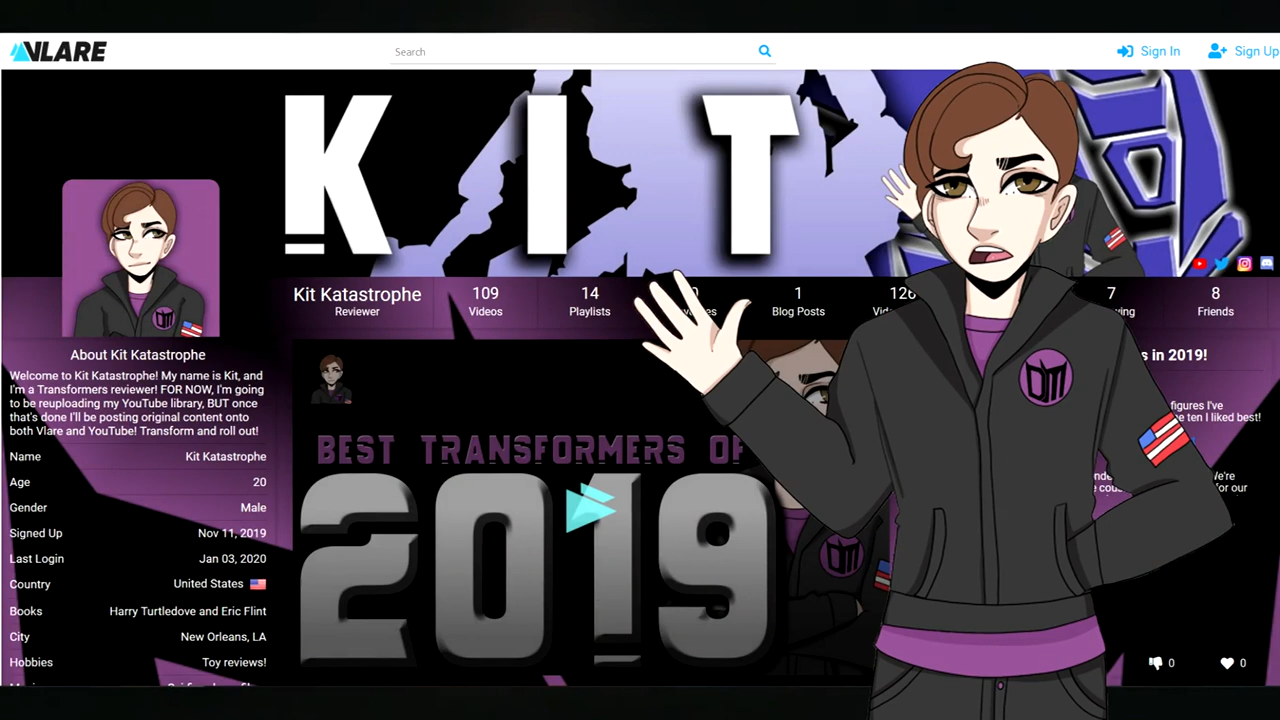 VLARE
Search
Sign In
Sign Up
KIT
Kit Katastrophe
Reviewer
109
Videos
14
Playlists
1
Blog Posts
7
8
Friends
About Kit Katastrophe
Welcome to Kit Katastrophe! My name is Kit, and
I'm a Transformers reviewer! FOR NOW, I'm going
to be reuploading my YouTube library, BUT once
that's done I'll be posting original content onto
both Vlare and YouTube! Transform and roll out!
Name Kit Katastrophe
Age 20
Gender Male
Signed Up Nov 11, 2019
Last Login Jan 03, 2020
Country United States
Books Harry Turtledove and Eric Flint
City New Orleans, LA
Hobbies Toy reviews!
BEST TRANSFORMERS OF
2019
in 2019!
figures I've
ten I liked best!
We're
for our
DM
DM
DM
0
0